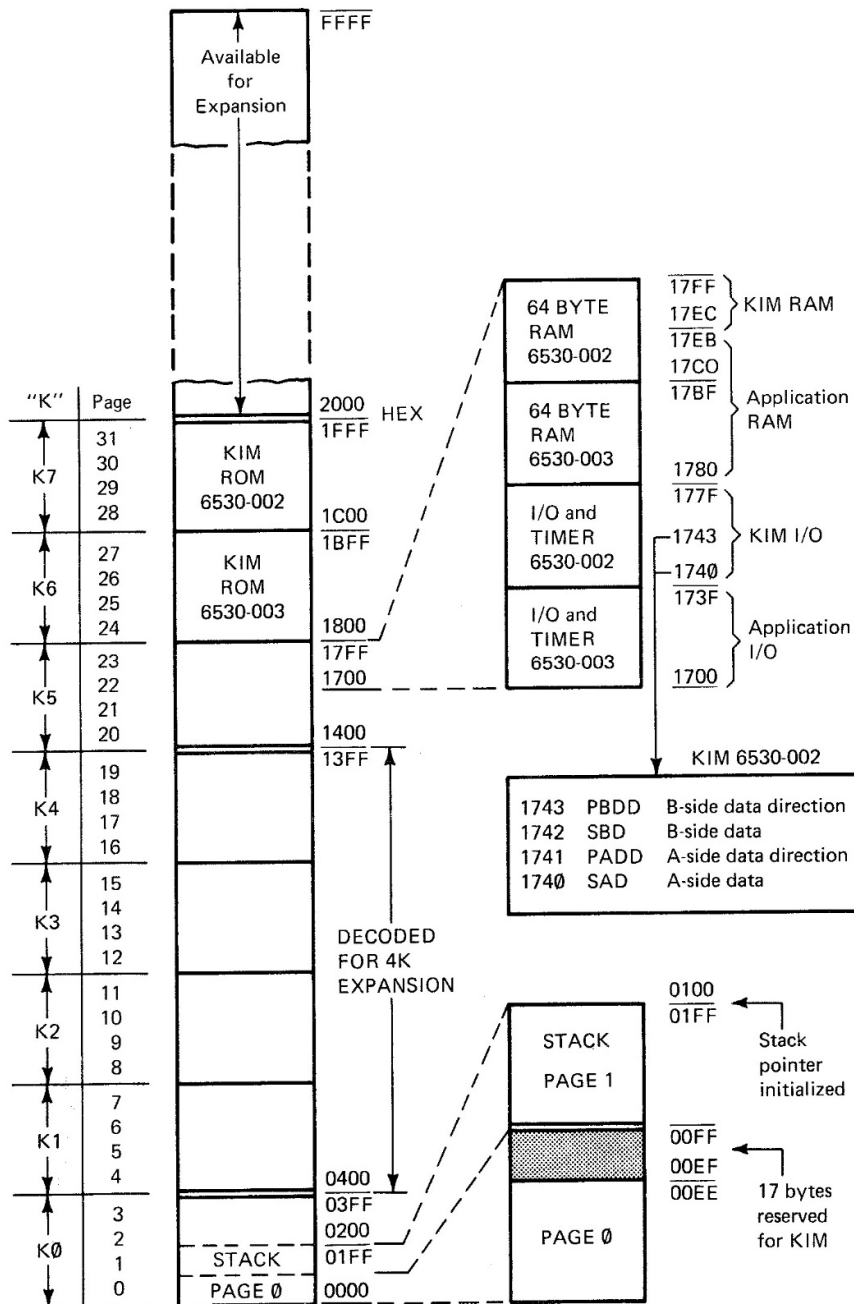 FFFF
Available
for
Expansion
"K" Page
2000 HEX
1FFF
K7
31
30
29
28
KIM
ROM
6530-002
1C00
1BFF
K6
27
26
25
24
KIM
ROM
6530-003
1800
17FF
K5
23
22
21
20
1700
1400
13FF
K4
19
18
17
16
K3
15
14
13
12
DECODED
FOR 4K
EXPANSION
K2
11
10
9
8
K1
7
6
5
4
0400
03FF
KØ
3
2
1
0
0200
STACK 01FF
PAGE Ø 0000
64 BYTE
RAM
6530-002
17FF
17EC
KIM RAM
17EB
17CO
17BF
64 BYTE
RAM
6530-003
Application
RAM
1780
177F
I/O and
TIMER
6530-002
1743
KIM I/O
174Ø
173F
I/O and
TIMER
6530-003
Application
I/O
1700
KIM 6530-002
1743 PBDD B-side data direction
1742 SBD B-side data
1741 PADD A-side data direction
174Ø SAD A-side data
0100
01FF
STACK
PAGE 1
Stack
pointer
initialized
00FF
00EF
00EE
PAGE Ø
17 bytes
reserved
for KIM